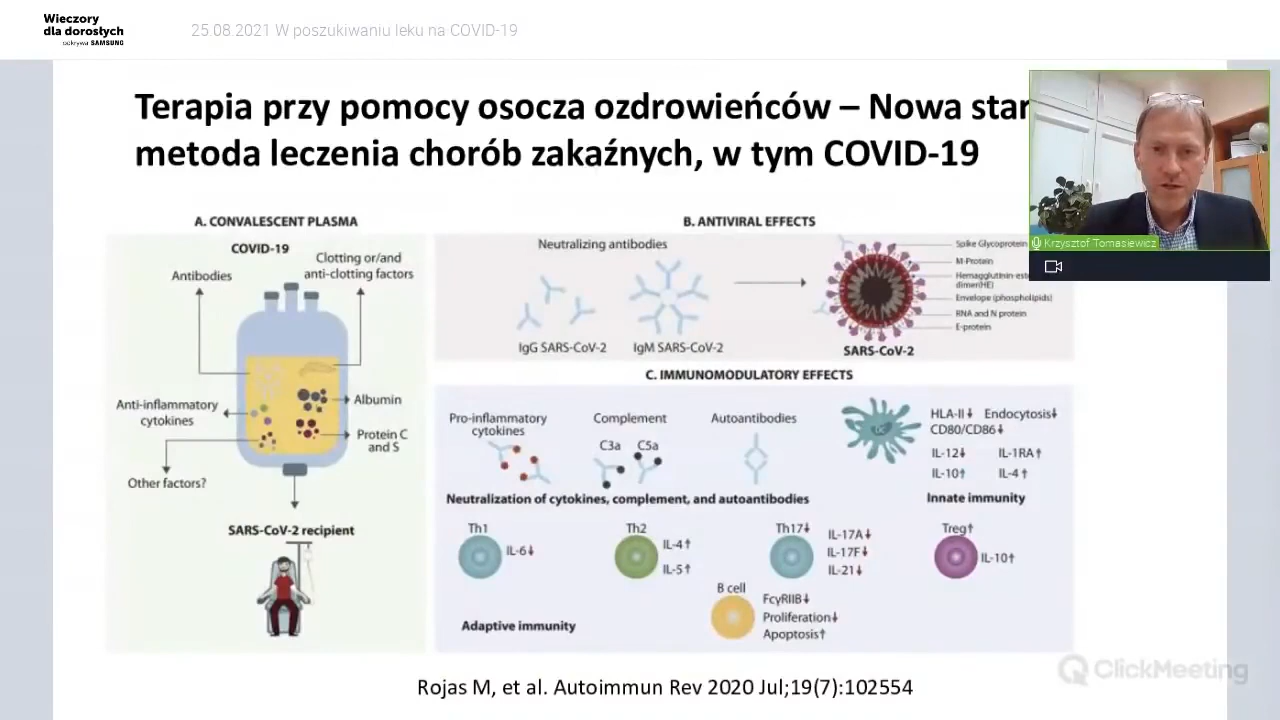 Wieczory
dla dorosłych
odkrywa SAMSUNG
25.08.2021 W poszukiwaniu leku na COVID-19
Terapia przy pomocy osocza ozdrowieńców – Nowa star
metoda leczenia chorób zakaźnych, w tym COVID-19
Krzysztof Tomasiewicz
A. CONVALESCENT PLASMA
COVID-19
Antibodies
Clotting or/and
anti-clotting factors
Anti-inflammatory
cytokines
Albumin
Protein C
and S
Other factors?
SARS-CoV-2 recipient
B. ANTIVIRAL EFFECTS
Neutralizing antibodies
IgG SARS-CoV-2
IgM SARS-CoV-2
Spike Glycoprotein
M-Protein
Hemagglutinin-este
dimer(HE)
Envelope (phospholipids)
RNA and N protein
E-protein
SARS-CoV-2
C. IMMUNOMODULATORY EFFECTS
Pro-inflammatory
cytokines
Complement
C3a C5a
Autoantibodies
Neutralization of cytokines, complement, and autoantibodies
HLA-II↓ Endocytosis↓
CD80/CD86↓
IL-12↓ IL-1RA↑
IL-10↑ IL-4↑
Innate immunity
Th1
IL-6↓
Th2
IL-4↑
IL-5↑
Th17↓
IL-17A↓
IL-17F↓
IL-21↓
Treg↑
IL-10↑
B cell
FcγRIIB↓
Proliferation↓
Apoptosis↑
Adaptive immunity
ClickMeeting
Rojas M, et al. Autoimmun Rev 2020 Jul;19(7):102554